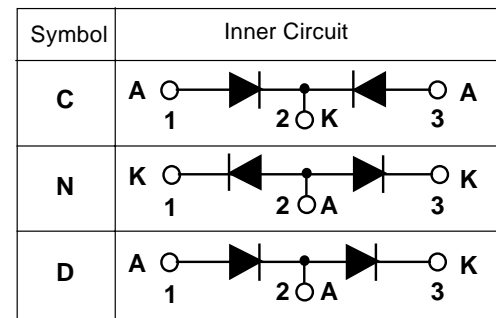 Symbol Inner Circuit
C A K A
1 2 3
N K A K
1 2 3
D A A K
1 2 3